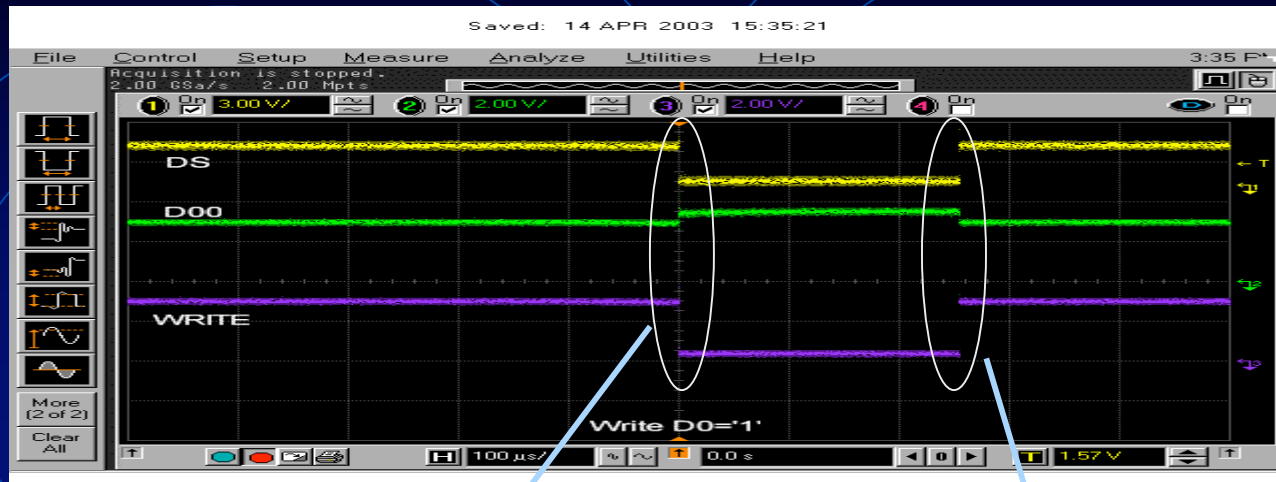 Saved: 14 APR 2003 15:35:21
File Control Setup Measure Analyze Utilities Help 3:35 P
Acquisition is stopped.
2.00 GSa/s 2.00 Mpts
1 On 3.00 V/ 2 On 2.00 V/ 3 On 2.00 V/ 4 On D On
DS
T
D00
WRITE
Write D0='1'
More
(2 of 2)
Clear
All
H 100 µs/ 0.0 s 0 T 1.57 V